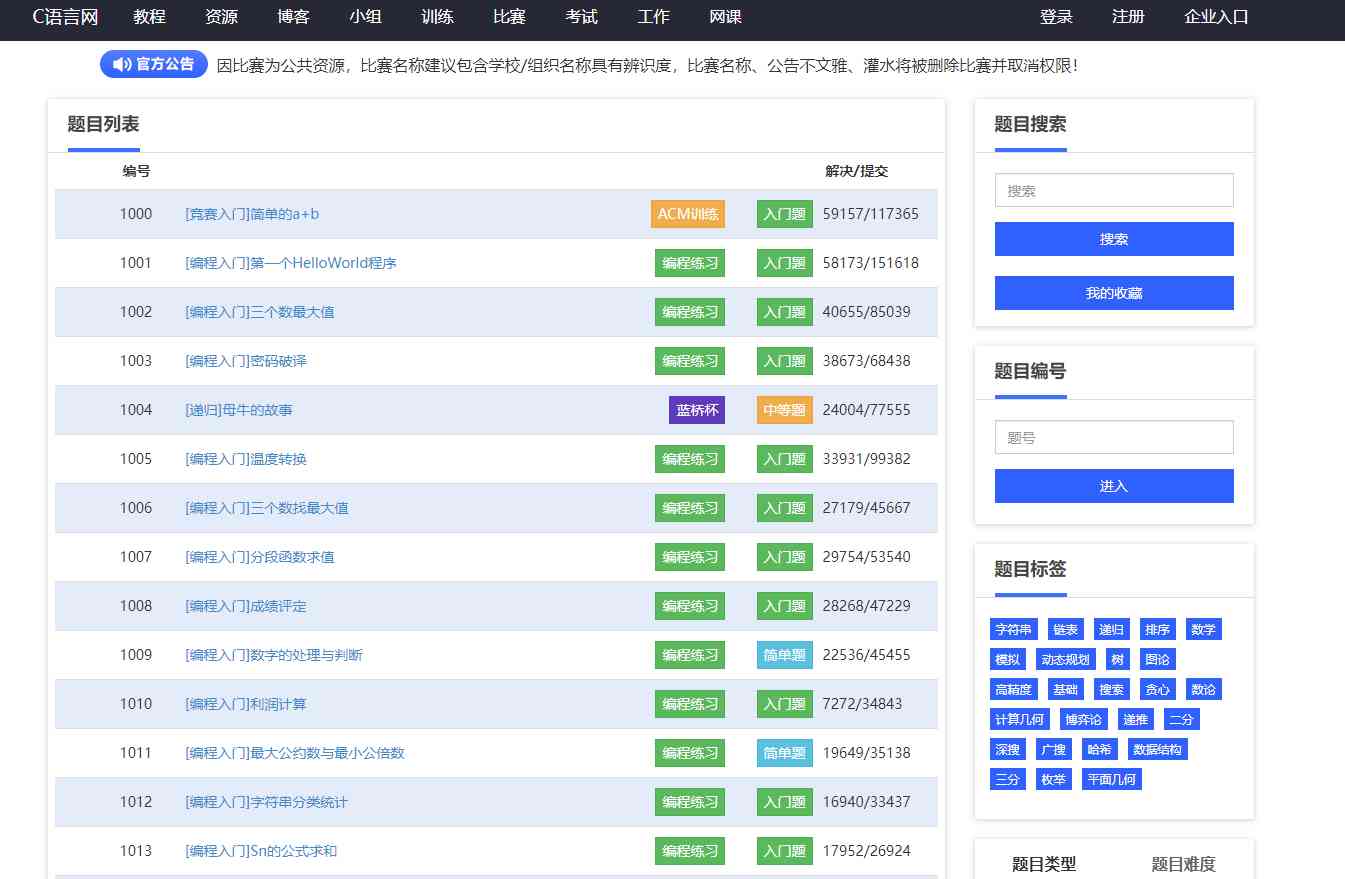 C语言网 教程 资源 博客 小组 训练 比赛 考试 工作 网课 登录 注册 企业入口
官方公告 因比赛为公共资源，比赛名称建议包含学校/组织名称具有辨识度，比赛名称、公告不文雅、灌水将被删除比赛并取消权限！
题目列表
编号 解决/提交
1000 [竞赛入门]简单的a+b ACM训练 入门题 59157/117365
1001 [编程入门]第一个HelloWorld程序 编程练习 入门题 58173/151618
1002 [编程入门]三个数最大值 编程练习 入门题 40655/85039
1003 [编程入门]密码破译 编程练习 入门题 38673/68438
1004 [递归]母牛的故事 蓝桥杯 中等题 24004/77555
1005 [编程入门]温度转换 编程练习 入门题 33931/99382
1006 [编程入门]三个数找最大值 编程练习 入门题 27179/45667
1007 [编程入门]分段函数求值 编程练习 入门题 29754/53540
1008 [编程入门]成绩评定 编程练习 入门题 28268/47229
1009 [编程入门]数字的处理与判断 编程练习 简单题 22536/45455
1010 [编程入门]利润计算 编程练习 入门题 7272/34843
1011 [编程入门]最大公约数与最小公倍数 编程练习 简单题 19649/35138
1012 [编程入门]字符串分类统计 编程练习 入门题 16940/33437
1013 [编程入门]Sn的公式求和 编程练习 入门题 17952/26924
题目搜索
搜索
搜索
我的收藏
题目编号
题号
进入
题目标签
字符串 链表 递归 排序 数学
模拟 动态规划 树 图论
高精度 基础 搜索 贪心 数论
计算几何 博弈论 递推 二分
深搜 广搜 哈希 数据结构
三分 枚举 平面几何
题目类型 题目难度